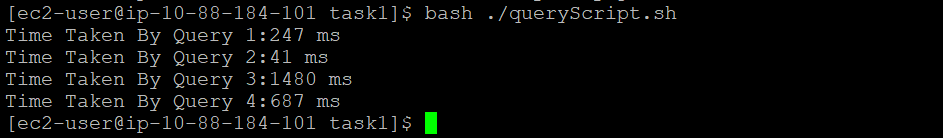 [ec2-user@ip-10-88-184-101 task1]$ bash ./queryScript.sh
Time Taken By Query 1:247 ms
Time Taken By Query 2:41 ms
Time Taken By Query 3:1480 ms
Time Taken By Query 4:687 ms
[ec2-user@ip-10-88-184-101 task1]$